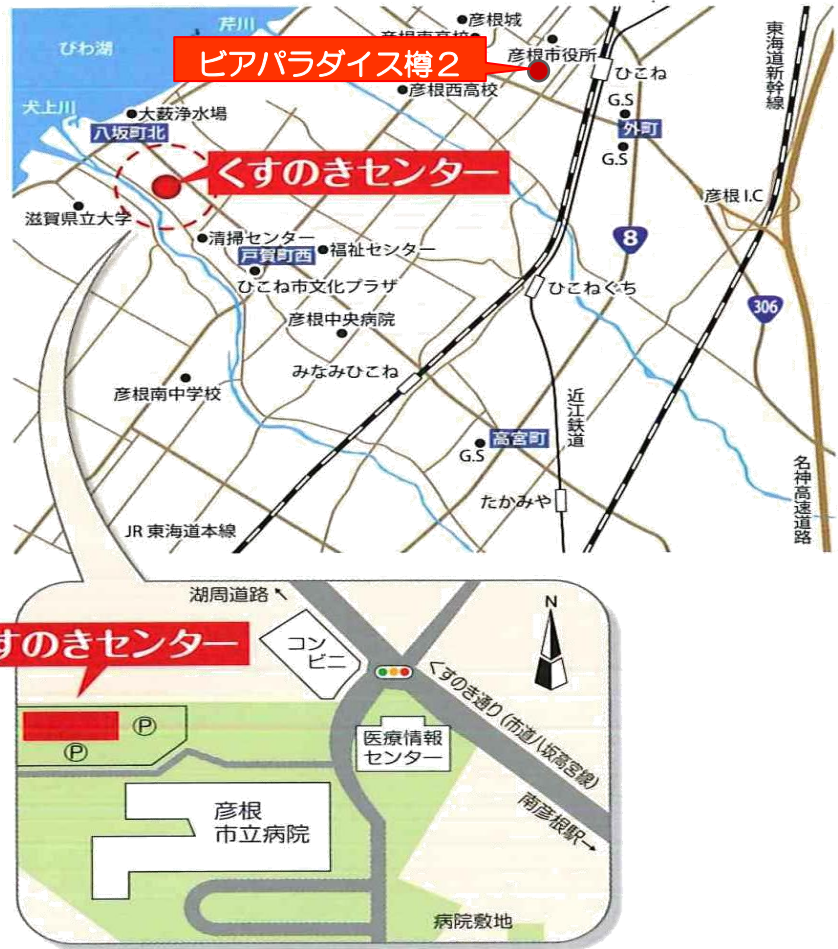 芹川
彦根城
東海道新幹線
びわ湖
彦根東高校
彦根市役所
ビアパラダイス樽2
ひこね
彦根西高校
G.S
犬上川
大薮浄水場
八坂町北
外町
G.S
くすのきセンター
彦根 I.C
滋賀県立大学
清掃センター
8
戸賀町西
福祉センター
ひこね市文化プラザ
ひこねぐち
306
彦根中央病院
みなみひこね
彦根南中学校
近江鉄道
高宮町
G.S
名神高速道路
たかみや
JR 東海道本線
湖周道路
N
すのきセンター
コン
ビニ
くすのき通り(市道八坂高宮線)
P
医療情報
センター
P
彦根
市立病院
南彦根駅→
病院敷地